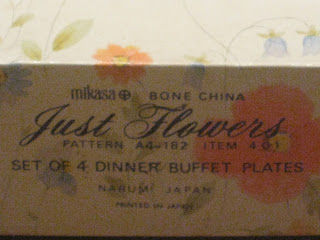 mikasa BONE CHINA
Just Flowers
PATTERN A4-182 ITEM 401
SET OF 4 DINNER BUFFET PLATES
NARUMI, JAPAN
PRINTED IN JAPAN